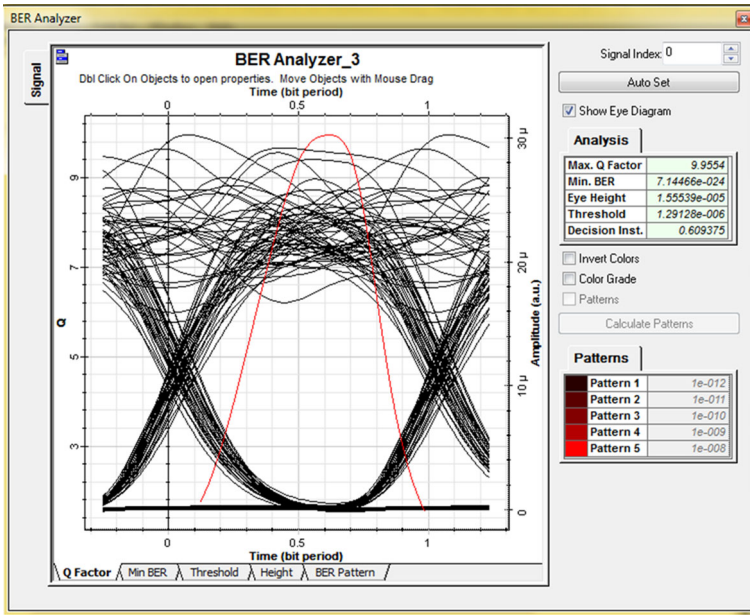 BER Analyzer
Signal
BER Analyzer_3
Dbl Click On Objects to open properties.  Move Objects with Mouse Drag
Time (bit period)
0 0.5 1
Q
9
7
5
3
30 µ
20 µ
10 µ
0
Amplitude (a.u.)
0 0.5 1
Time (bit period)
Q Factor Min BER Threshold Height BER Pattern
Signal Index: 0
Auto Set
Show Eye Diagram
Analysis
Max. Q Factor 9.9554
Min. BER 7.14466e-024
Eye Height 1.55539e-005
Threshold 1.29128e-006
Decision Inst. 0.609375
Invert Colors
Color Grade
Patterns
Calculate Patterns
Patterns
Pattern 1 1e-012
Pattern 2 1e-011
Pattern 3 1e-010
Pattern 4 1e-009
Pattern 5 1e-008